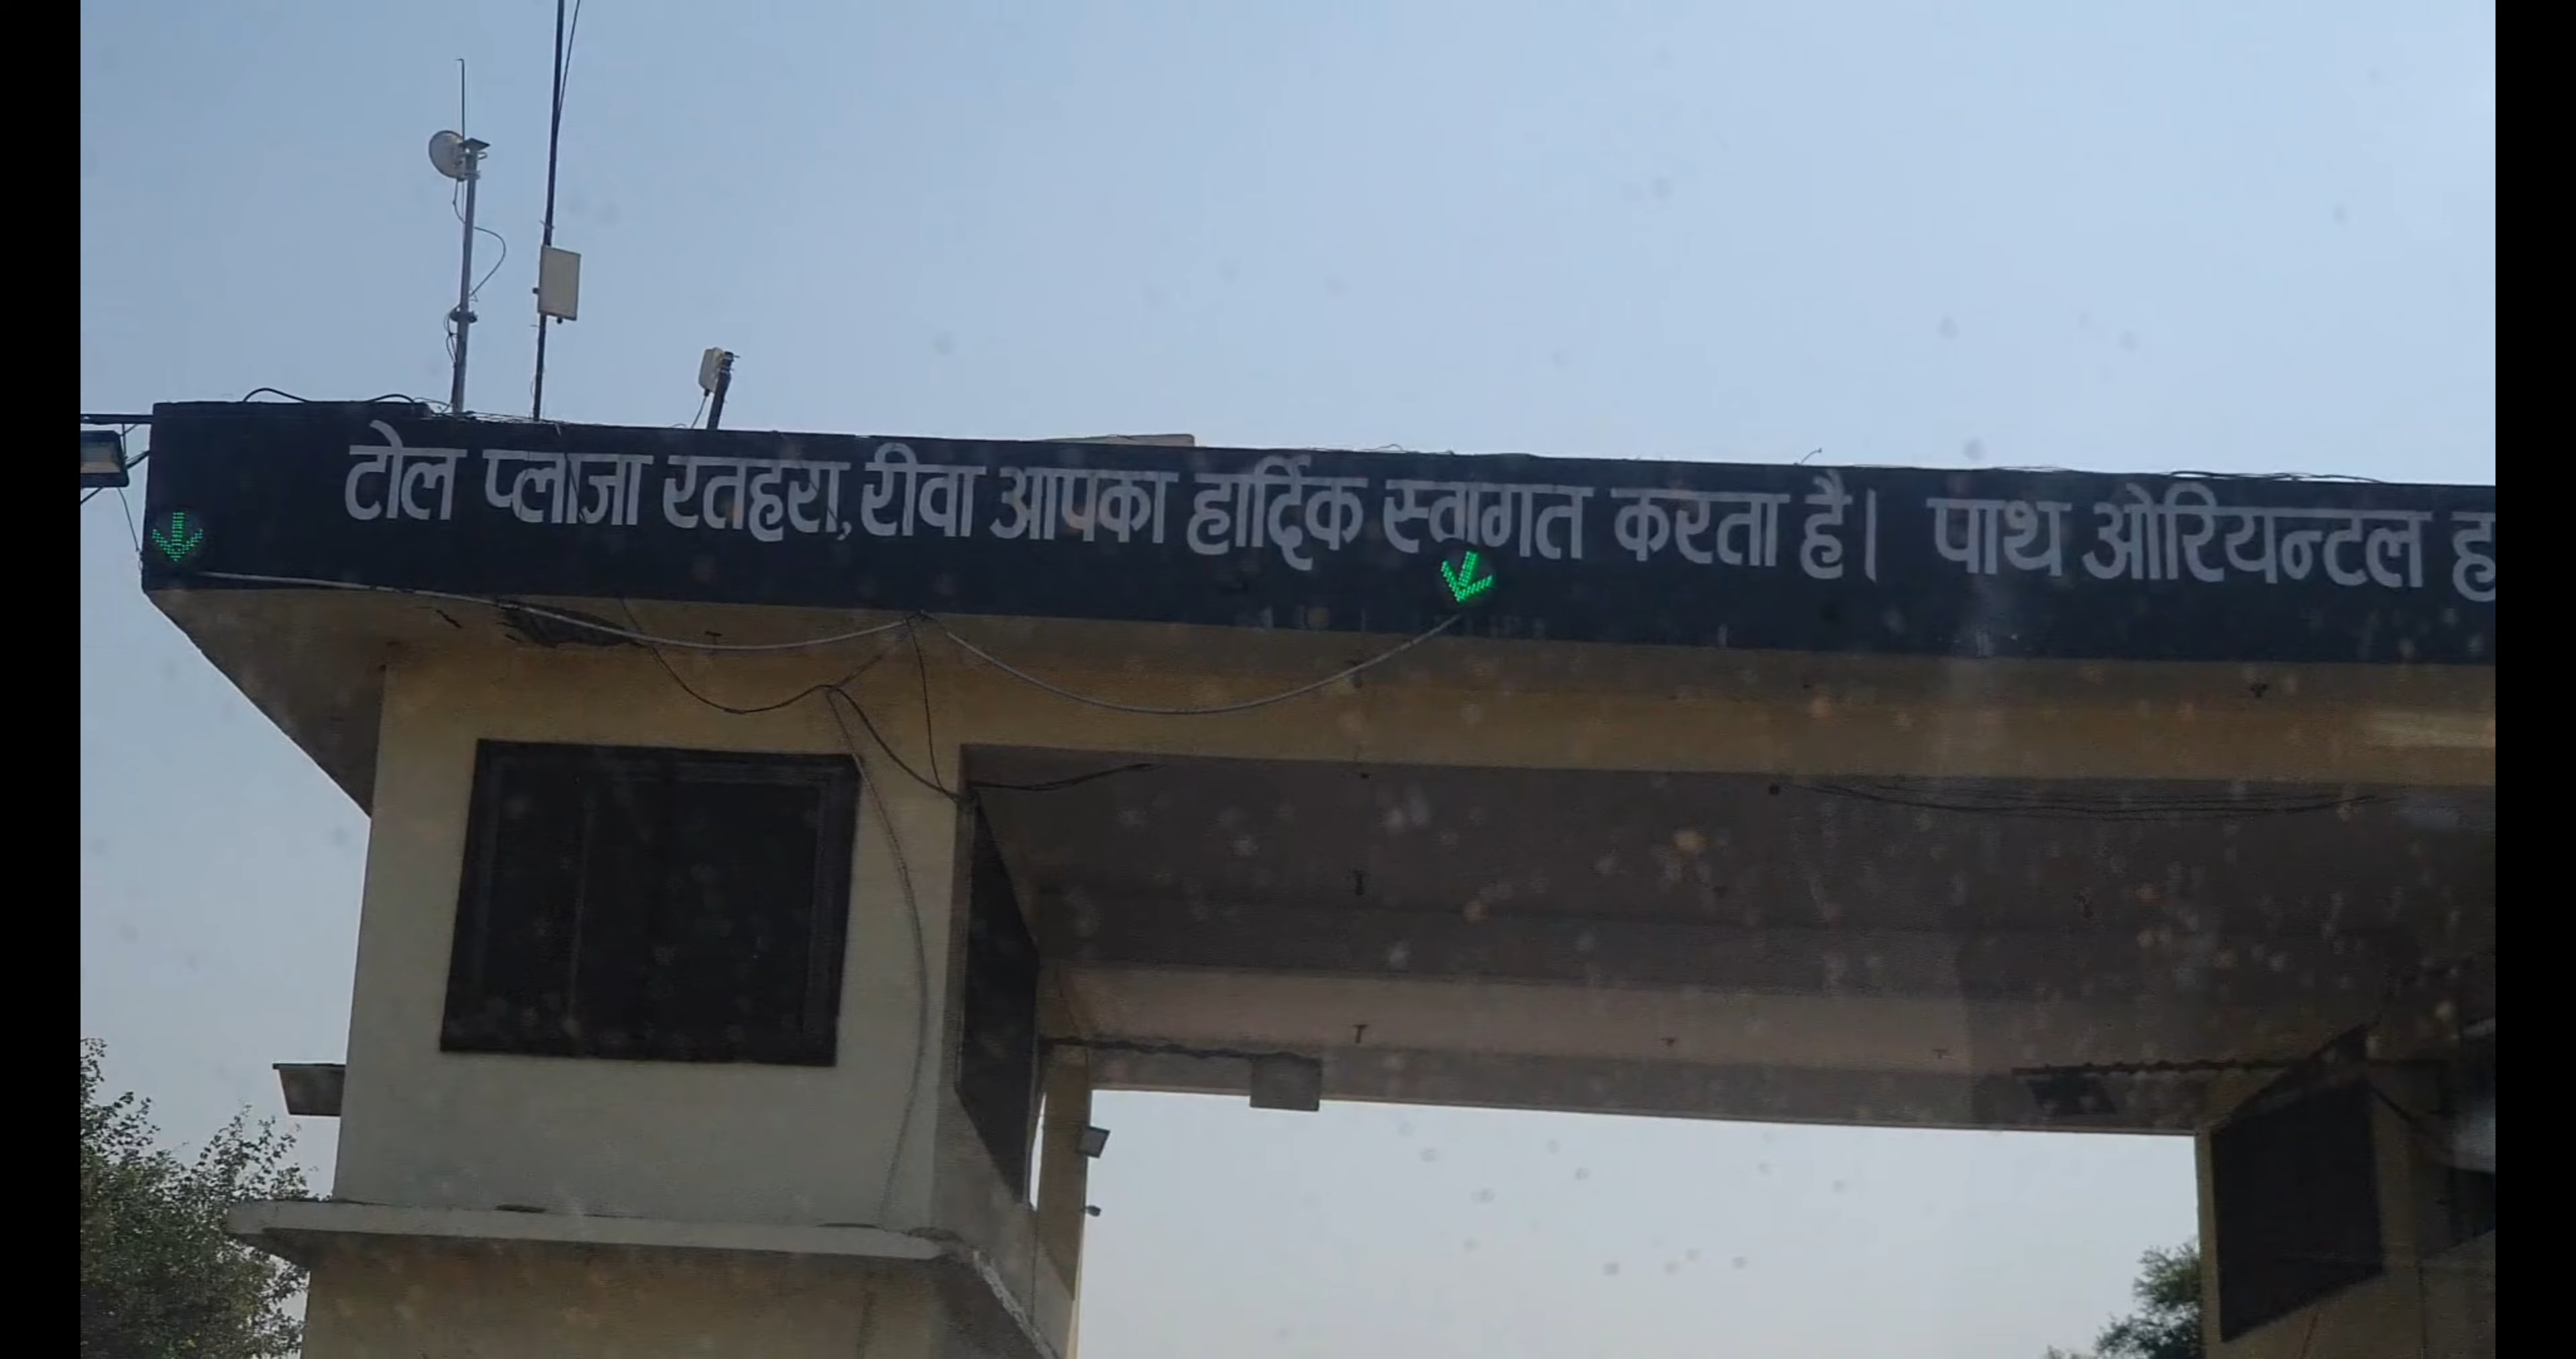 टोल प्लाजा रतहरा, रीवा आपका हार्दिक स्वागत करता है। पाथ ओरियन्टल